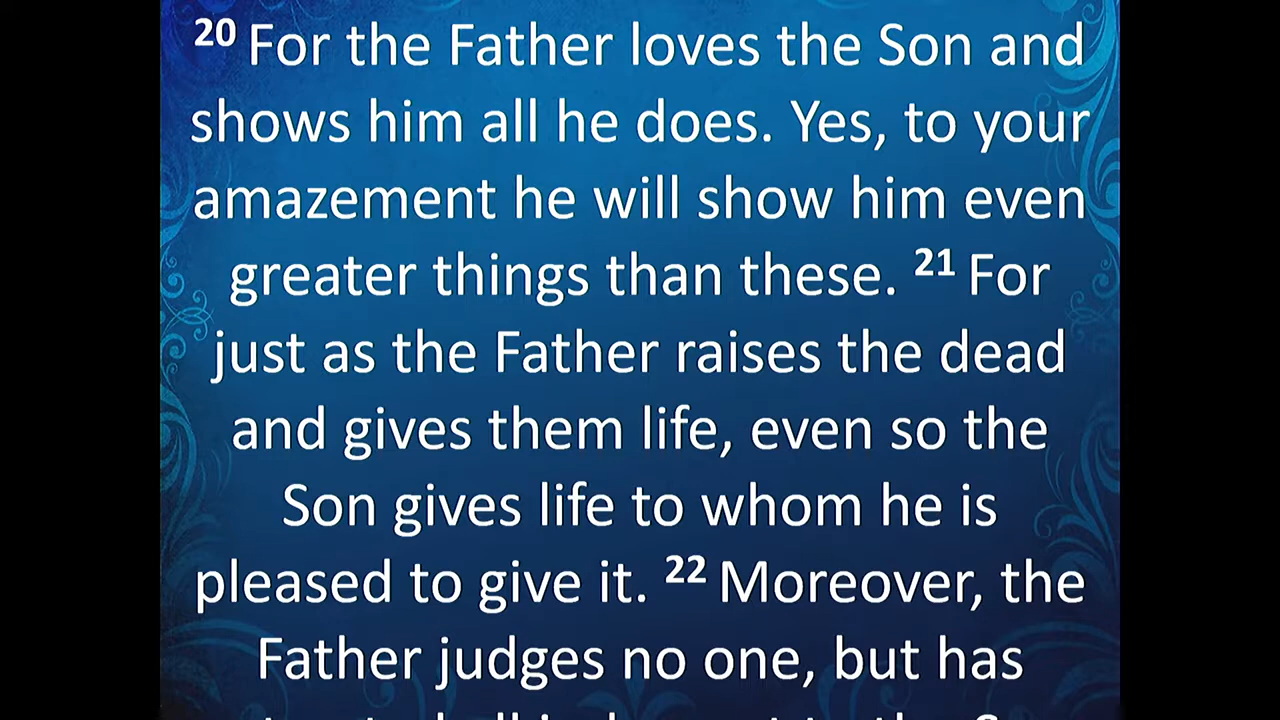 20 For the Father loves the Son and
shows him all he does. Yes, to your
amazement he will show him even
greater things than these. 21 For
just as the Father raises the dead
and gives them life, even so the
Son gives life to whom he is
pleased to give it. 22 Moreover, the
Father judges no one, but has